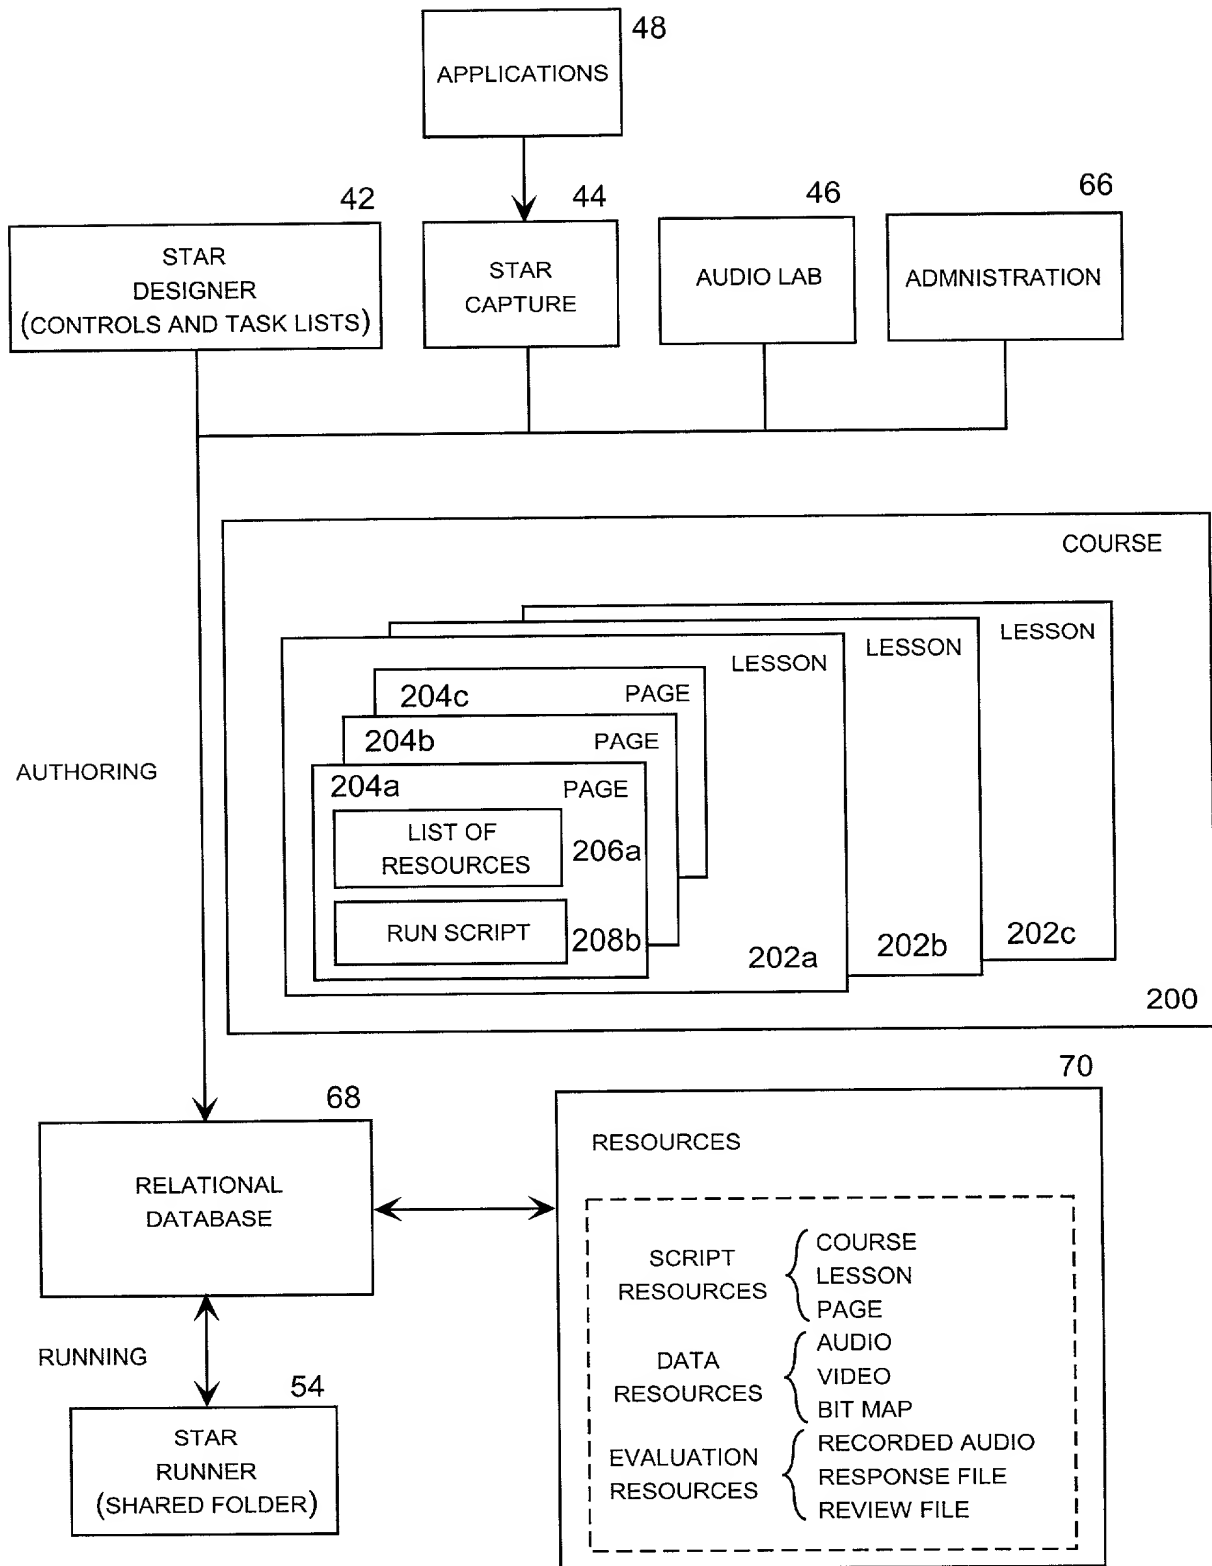 48
APPLICATIONS
42
44
46
66
STAR
DESIGNER
(CONTROLS AND TASK LISTS)
STAR
CAPTURE
AUDIO LAB
ADMNISTRATION
COURSE
LESSON
LESSON
LESSON
204c
PAGE
204b
PAGE
204a
PAGE
AUTHORING
LIST OF
RESOURCES
206a
RUN SCRIPT
208b
202a
202b
202c
200
68
70
RELATIONAL
DATABASE
RESOURCES
SCRIPT
RESOURCES
COURSE
LESSON
PAGE
DATA
RESOURCES
AUDIO
VIDEO
BIT MAP
EVALUATION
RESOURCES
RECORDED AUDIO
RESPONSE FILE
REVIEW FILE
RUNNING
54
STAR
RUNNER
(SHARED FOLDER)